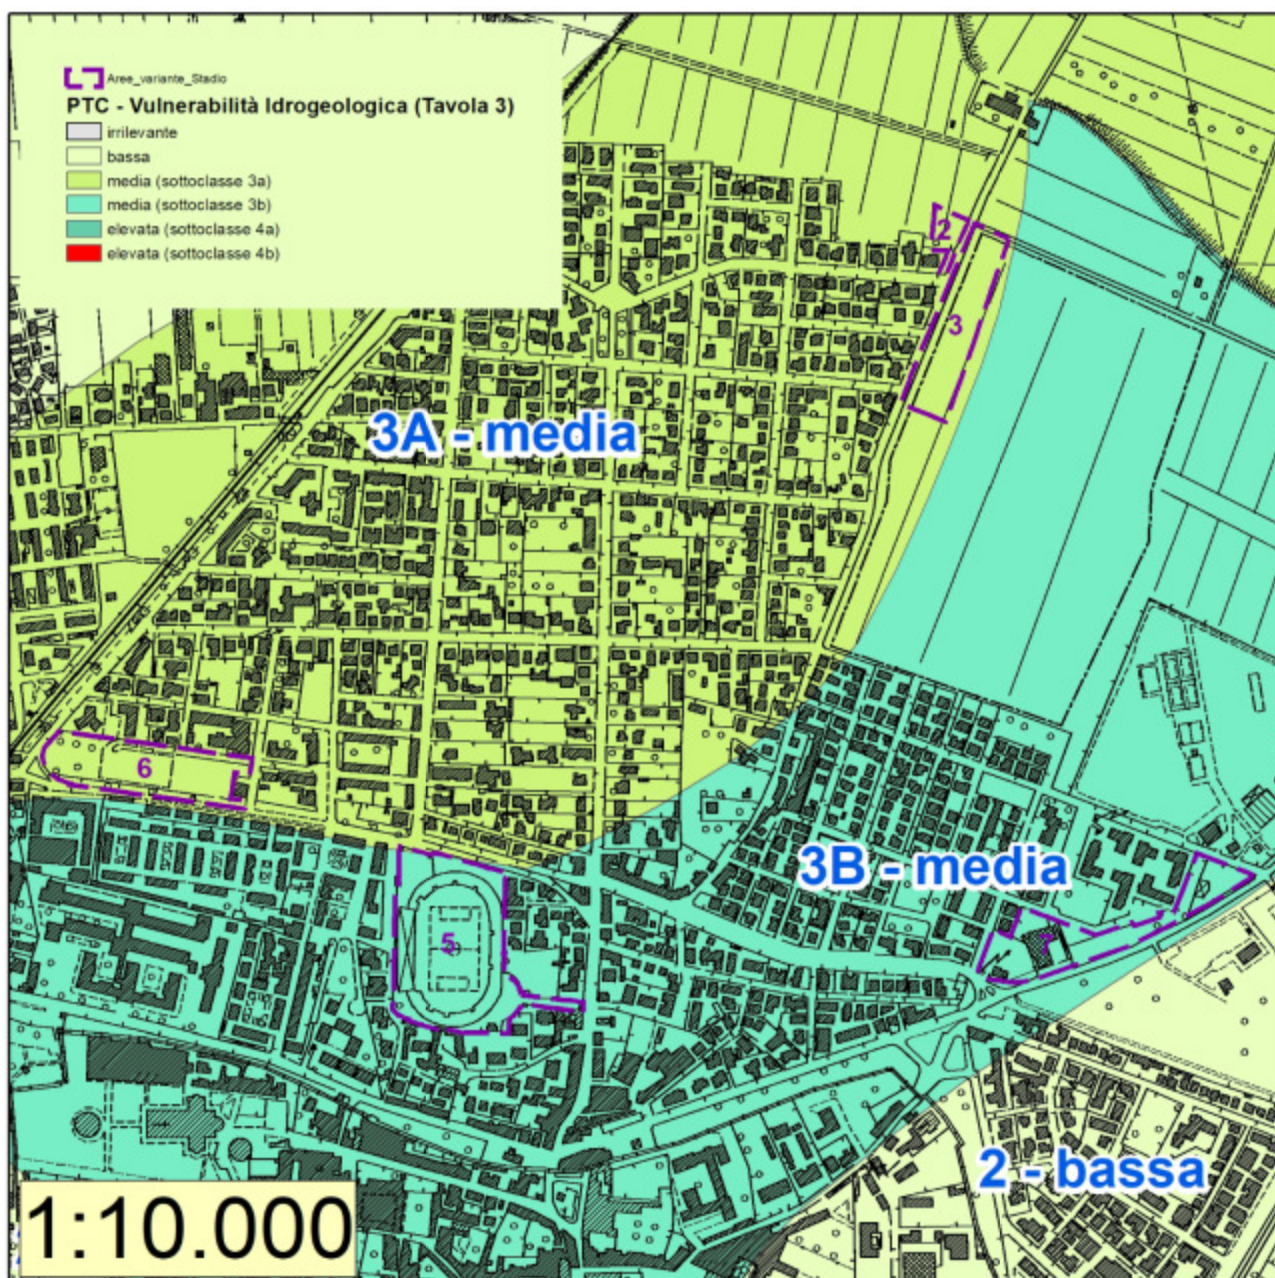 Aree_variante_Stadio
PTC - Vulnerabilità Idrogeologica (Tavola 3)
irrilevante
bassa
media (sottoclasse 3a)
media (sottoclasse 3b)
elevata (sottoclasse 4a)
elevata (sottoclasse 4b)
2
3
3A - media
6
3B - media
5
7
2 - bassa
1:10.000